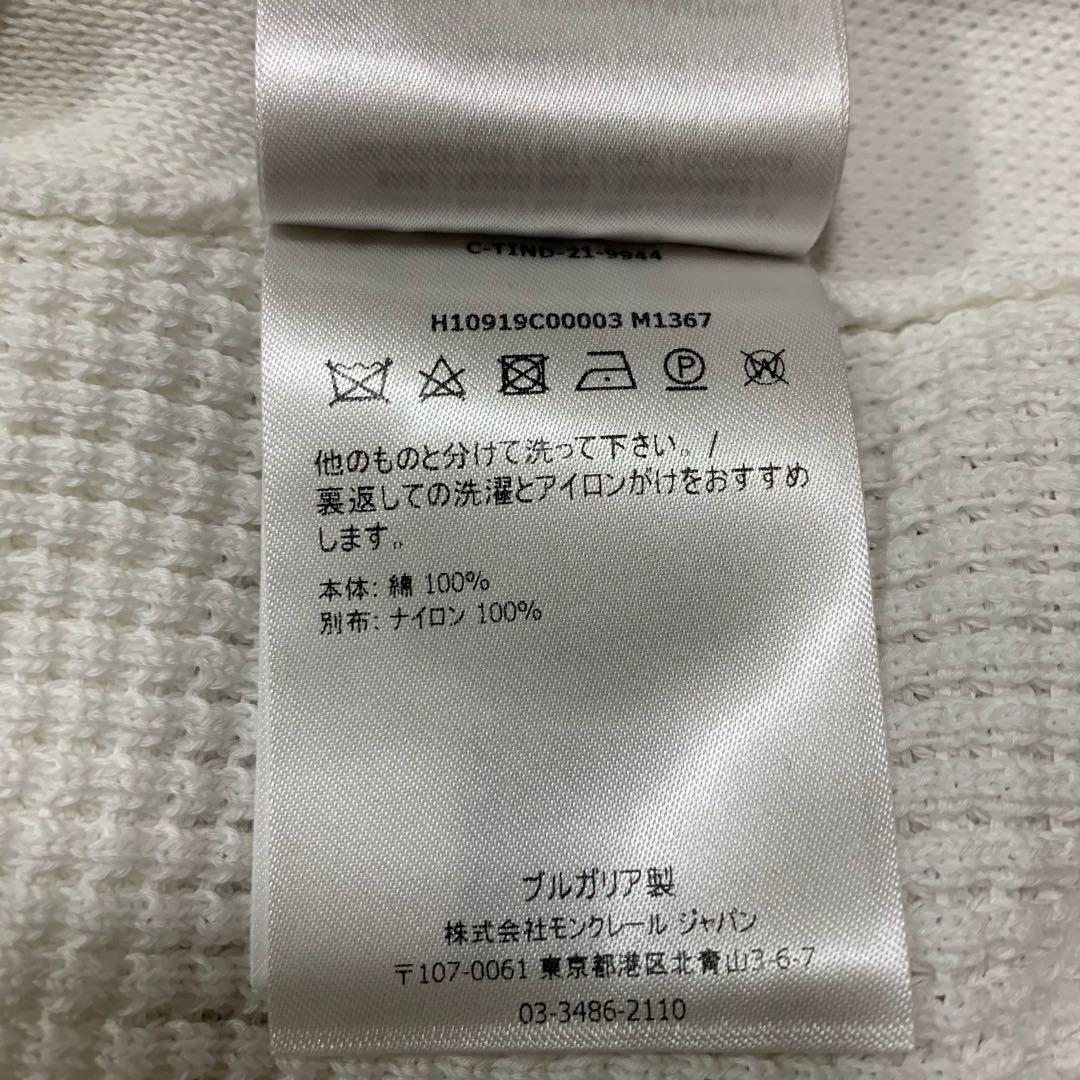 C-TIND-21-9944
H10919C00003 M1367
P W
他のものと分けて洗って下さい。/
裏返しての洗濯とアイロンがけをおすすめ
します。.
本体: 綿 100%
別布: ナイロン 100%
ブルガリア製
株式会社モンクレール ジャパン
〒107-0061 東京都港区北青山3-6-7
03-3486-2110